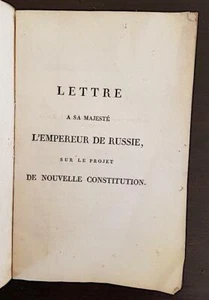 LETTRE
A SA MAJESTÉ
L'EMPEREUR DE RUSSIE,
SUR LE PROJET
DE NOUVELLE CONSTITUTION.